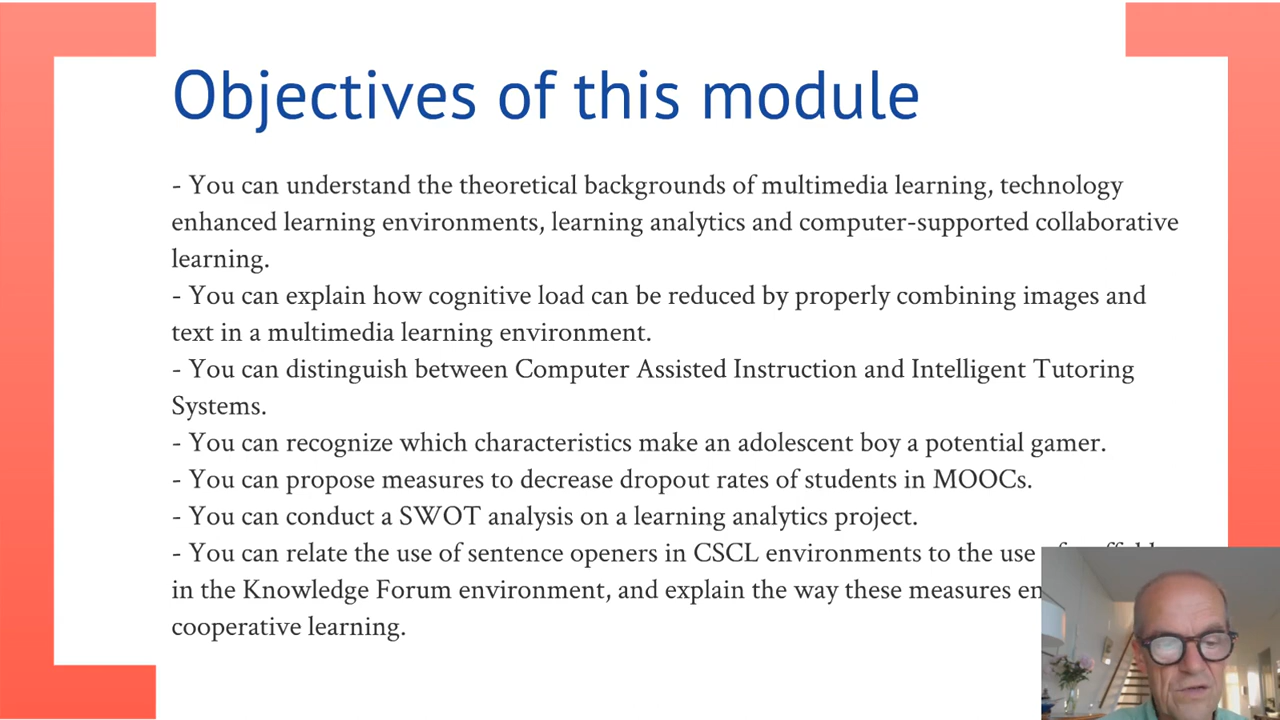 Objectives of this module
- You can understand the theoretical backgrounds of multimedia learning, technology
enhanced learning environments, learning analytics and computer-supported collaborative
learning.
- You can explain how cognitive load can be reduced by properly combining images and
text in a multimedia learning environment.
- You can distinguish between Computer Assisted Instruction and Intelligent Tutoring
Systems.
- You can recognize which characteristics make an adolescent boy a potential gamer.
- You can propose measures to decrease dropout rates of students in MOOCs.
- You can conduct a SWOT analysis on a learning analytics project.
- You can relate the use of sentence openers in CSCL environments to the use
in the Knowledge Forum environment, and explain the way these measures
cooperative learning.